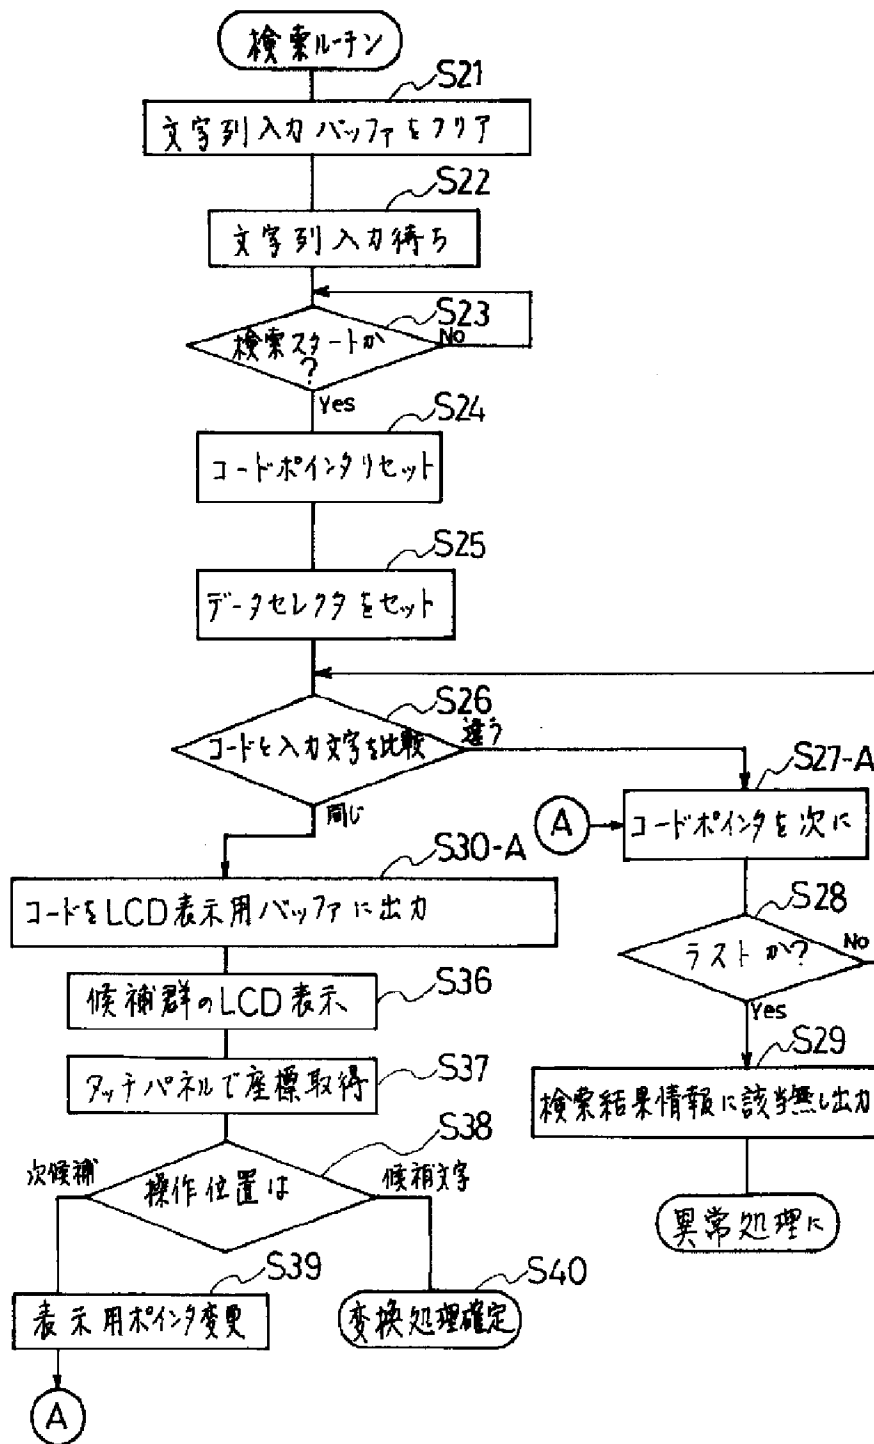 検索ルーチン
S21
文字列入力バッファをクリア
S22
文字列入力待ち
S23
検索スタートか
?
No
Yes
S24
コードポインタリセット
S25
データセレクタをセット
S26
コードと入力文字を比較
違う
同じ
S27-A
A
コードポインタを次に
S30-A
コードをLCD表示用バッファに出力
S28
ラストか?
No
Yes
S36
候補群のLCD表示
S37
タッチパネルで座標取得
S29
検索結果情報に該当無し出力
S38
操作位置は
次候補
候補文字
異常処理に
S39
表示用ポインタ変更
S40
変換処理確定
A